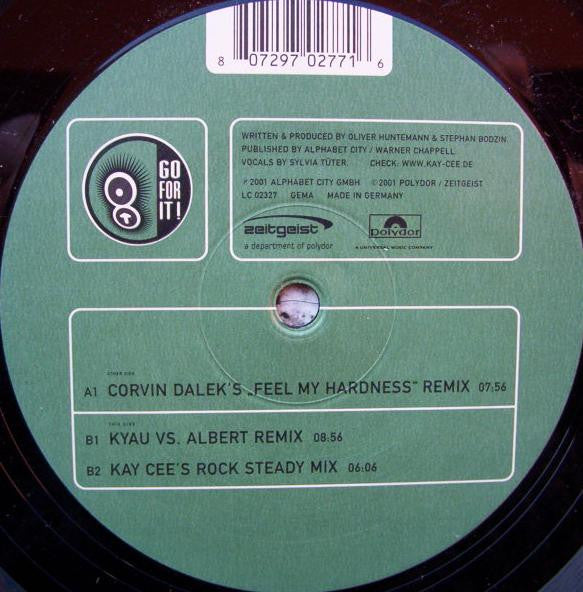 8 07297 02771 6
GO
FOR
IT!
WRITTEN & PRODUCED BY OLIVER HUNTEMANN & STEPHAN BODZIN
PUBLISHED BY ALPHABET CITY / WARNER CHAPPELL
VOCALS BY SYLVIA TÜTER. CHECK: WWW.KAY-CEE.DE
℗ 2001 ALPHABET CITY GMBH © 2001 POLYDOR / ZEITGEIST
LC 02327 GEMA MADE IN GERMANY
zeitgeist
a department of polydor
polydor
A UNIVERSAL MUSIC COMPANY
OTHER SIDE
A1 CORVIN DALEK'S „FEEL MY HARDNESS" REMIX 07:56
THIS SIDE
B1 KYAU VS. ALBERT REMIX 08:56
B2 KAY CEE'S ROCK STEADY MIX 06:06